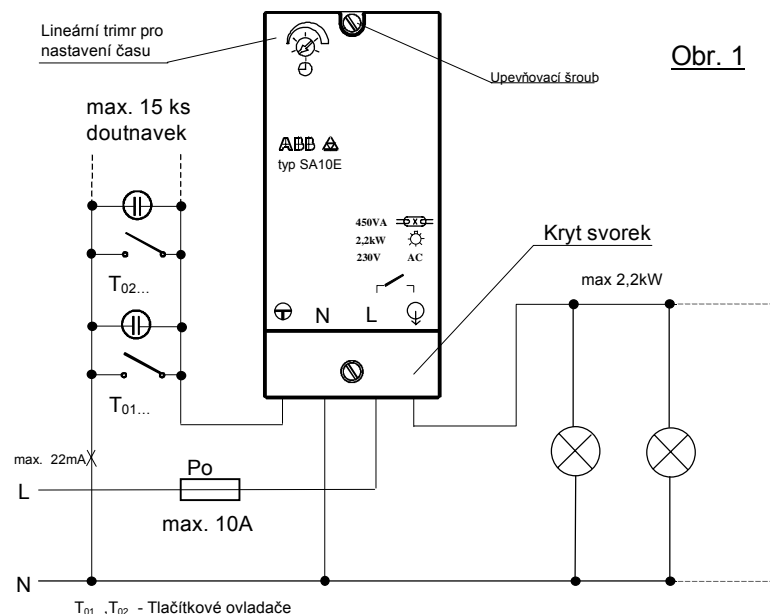 Lineární trimr pro
nastavení času
Obr. 1
Upevňovací šroub
max. 15 ks
doutnavek
ABB
typ SA10E
450VA
2,2kW
230V AC
Kryt svorek
max 2,2kW
T02...
N L
T01...
max. 22mA
Po
L
max. 10A
N
T01 ,T02 - Tlačítkové ovladače